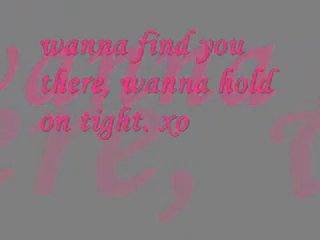 wanna find you
there, wanna hold
on tight. xo